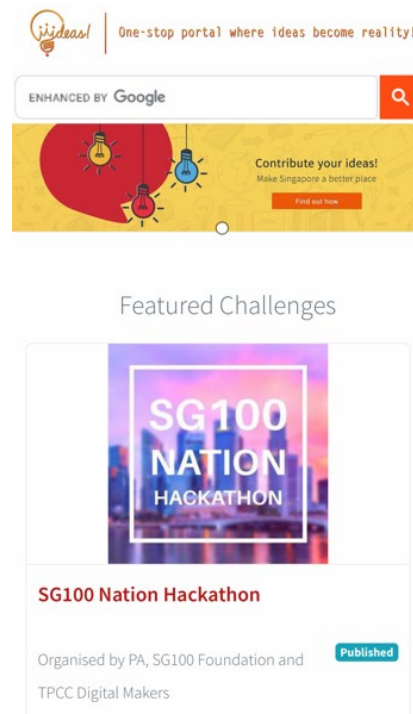 iiideas!
One-stop portal where ideas become reality!
ENHANCED BY Google
Contribute your ideas!
Make Singapore a better place
Find out how
Featured Challenges
SG100
NATION
HACKATHON
SG100 Nation Hackathon
Published
Organised by PA, SG100 Foundation and
TPCC Digital Makers